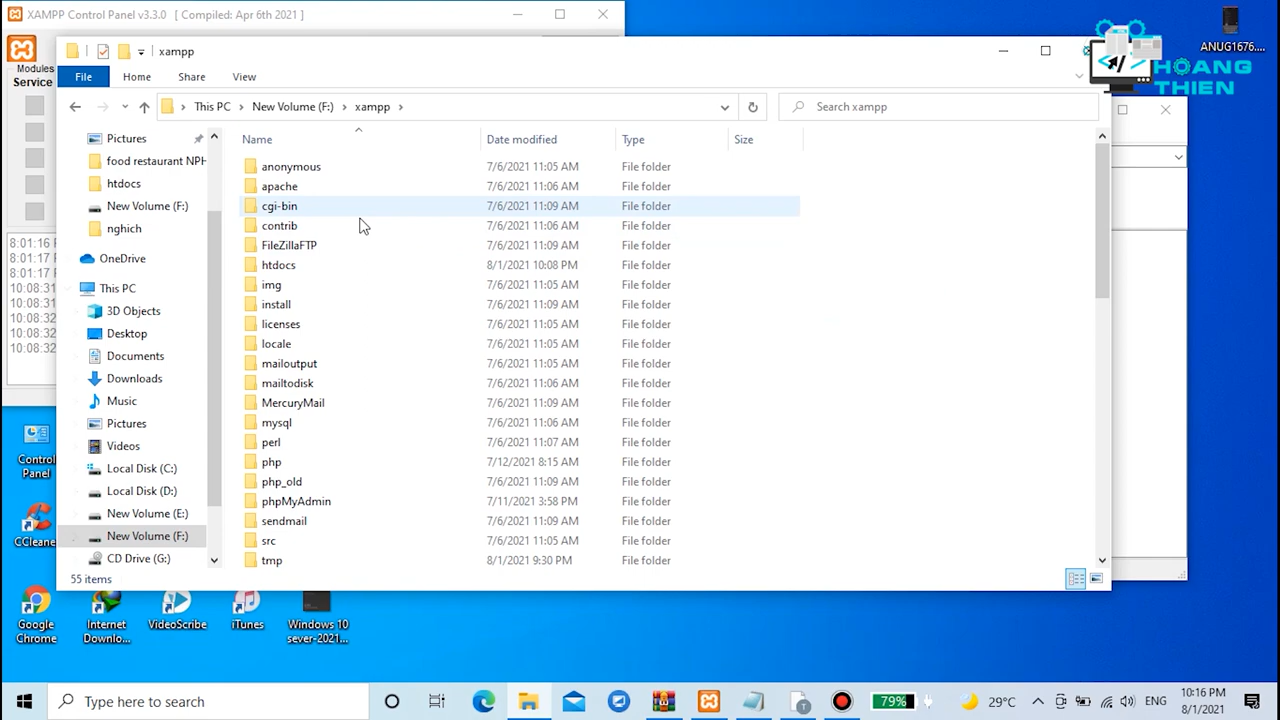 XAMPP Control Panel v3.3.0 [ Compiled: Apr 6th 2021 ]
Modules
Service
8:01:16
8:01:17
8:01:17
10:08:31
10:08:31
10:08:32
10:08:32
10:08:32
xampp
File Home Share View
This PC New Volume (F:) xampp
Search xampp
Name Date modified Type Size
Pictures
food restaurant NPH
htdocs
New Volume (F:)
nghich
OneDrive
This PC
3D Objects
Desktop
Documents
Downloads
Music
Pictures
Videos
Local Disk (C:)
Local Disk (D:)
New Volume (E:)
New Volume (F:)
CD Drive (G:)
anonymous 7/6/2021 11:05 AM File folder
apache 7/6/2021 11:06 AM File folder
cgi-bin 7/6/2021 11:09 AM File folder
contrib 7/6/2021 11:06 AM File folder
FileZillaFTP 7/6/2021 11:09 AM File folder
htdocs 8/1/2021 10:08 PM File folder
img 7/6/2021 11:05 AM File folder
install 7/6/2021 11:09 AM File folder
licenses 7/6/2021 11:05 AM File folder
locale 7/6/2021 11:05 AM File folder
mailoutput 7/6/2021 11:05 AM File folder
mailtodisk 7/6/2021 11:06 AM File folder
MercuryMail 7/6/2021 11:09 AM File folder
mysql 7/6/2021 11:06 AM File folder
perl 7/6/2021 11:07 AM File folder
php 7/12/2021 8:15 AM File folder
php_old 7/6/2021 11:09 AM File folder
phpMyAdmin 7/11/2021 3:58 PM File folder
sendmail 7/6/2021 11:09 AM File folder
src 7/6/2021 11:05 AM File folder
tmp 8/1/2021 9:30 PM File folder
55 items
ANUG1676....
HOANG
THIEN
Control
Panel
CCleane
Google
Chrome
Internet
Downlo...
VideoScribe
iTunes
Windows 10
sever-2021...
Type here to search
79%
29°C
ENG
10:16 PM
8/1/2021